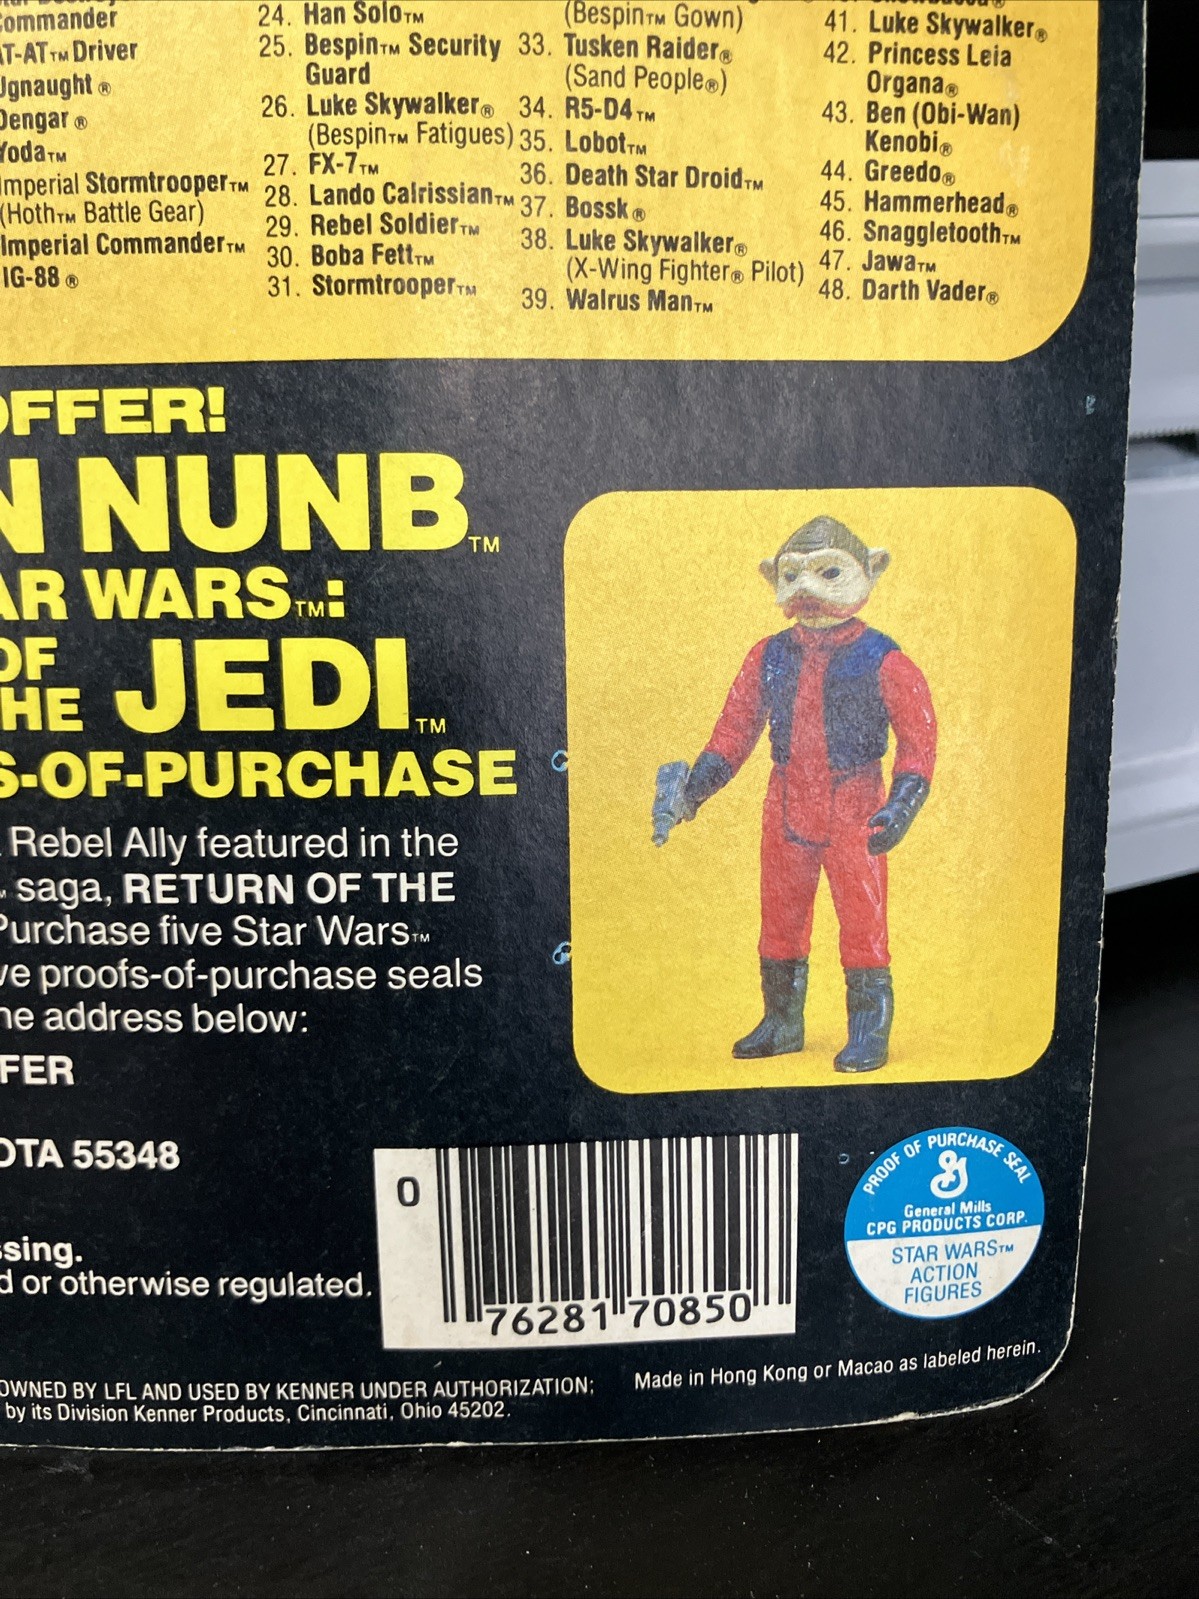 Commander
AT-AT™ Driver
Ugnaught ®
Dengar ®
Yoda™
Imperial Stormtrooper™
(Hoth™ Battle Gear)
Imperial Commander™
IG-88 ®
24. Han Solo™
25. Bespin™ Security
Guard
26. Luke Skywalker®
(Bespin™ Fatigues)
27. FX-7™
28. Lando Calrissian™
29. Rebel Soldier™
30. Boba Fett™
31. Stormtrooper™
(Bespin™ Gown)
33. Tusken Raider®
(Sand People®)
34. R5-D4™
35. Lobot™
36. Death Star Droid™
37. Bossk®
38. Luke Skywalker®
(X-Wing Fighter® Pilot)
39. Walrus Man™
41. Luke Skywalker®
42. Princess Leia
Organa®
43. Ben (Obi-Wan)
Kenobi®
44. Greedo®
45. Hammerhead®
46. Snaggletooth™
47. Jawa™
48. Darth Vader®
OFFER!
N NUNB™
AR WARS™:
OF
HE JEDI™
S-OF-PURCHASE
Rebel Ally featured in the
saga, RETURN OF THE
Purchase five Star Wars™
ve proofs-of-purchase seals
he address below:
FER
OTA 55348
ssing.
d or otherwise regulated.
0
76281 70850
PROOF OF PURCHASE SEAL
General Mills
CPG PRODUCTS CORP.
STAR WARS™
ACTION
FIGURES
OWNED BY LFL AND USED BY KENNER UNDER AUTHORIZATION;
by its Division Kenner Products, Cincinnati, Ohio 45202.
Made in Hong Kong or Macao as labeled herein.